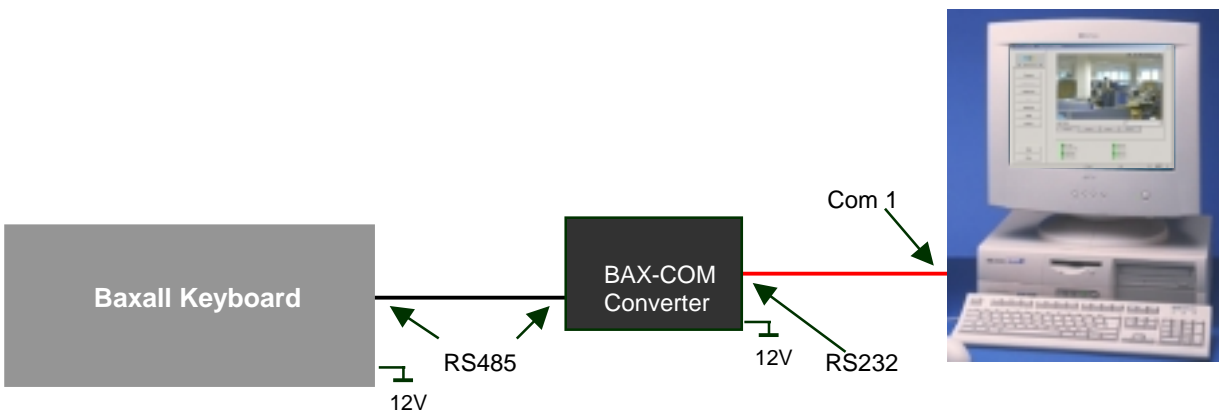 Com 1
Baxall Keyboard
BAX-COM
Converter
RS485
12V
RS232
12V